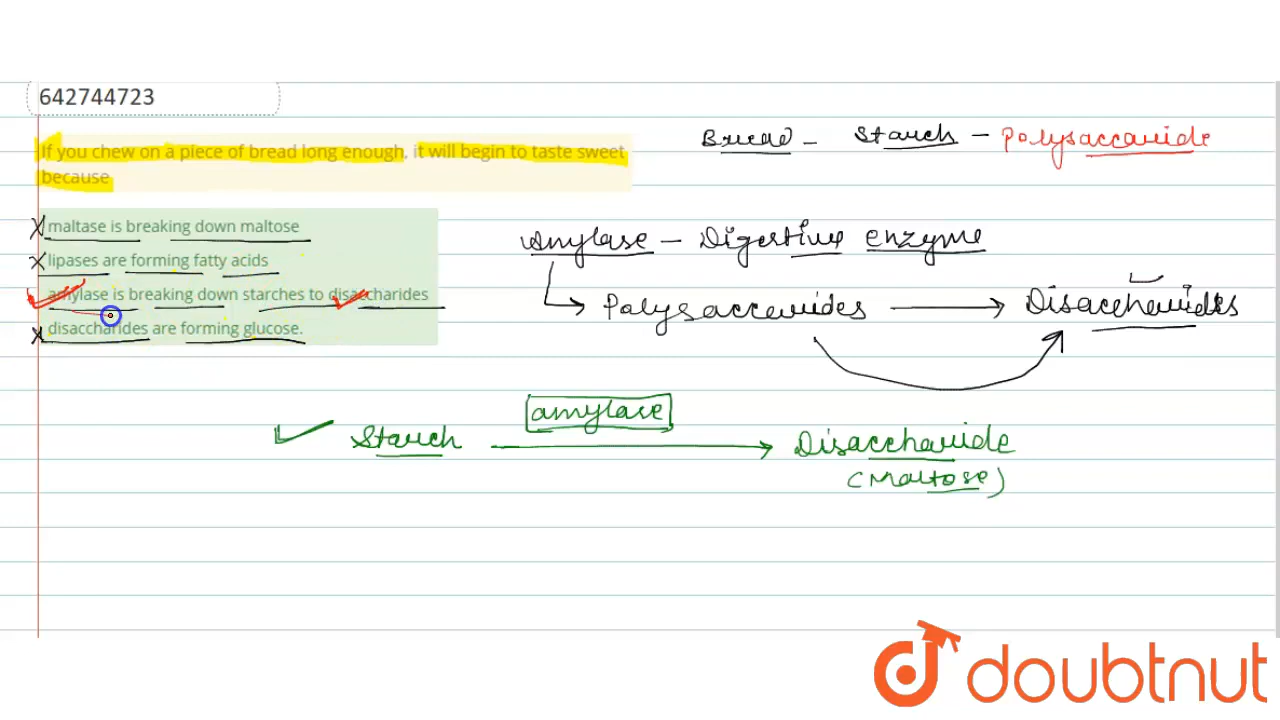 642744723
If you chew on a piece of bread long enough, it will begin to taste sweet
because
maltase is breaking down maltose
lipases are forming fatty acids
amylase is breaking down starches to disaccharides
disaccharides are forming glucose.
Bread - Starch - Polysaccaride
Amylase - Digestive enzyme
Polysaccarides Disaccharides
amylase
Starch Disaccharide
(Maltose)
doubtnut